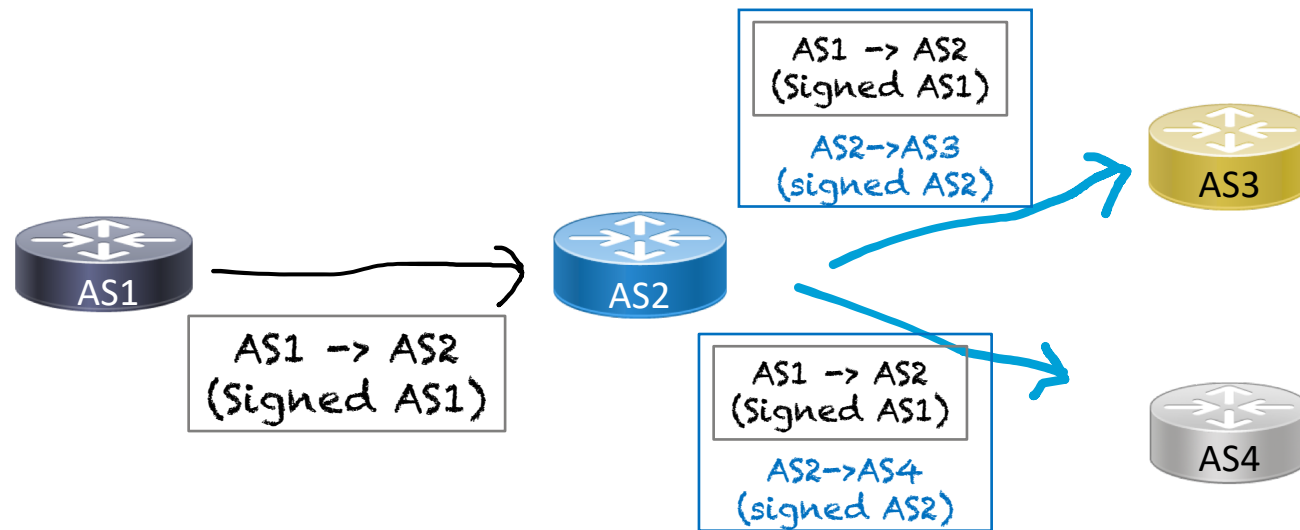 AS1 -> AS2
(Signed AS1)
AS2->AS3
(signed AS2)
AS3
AS1
AS2
AS1 -> AS2
(Signed AS1)
AS1 -> AS2
(Signed AS1)
AS2->AS4
(signed AS2)
AS4